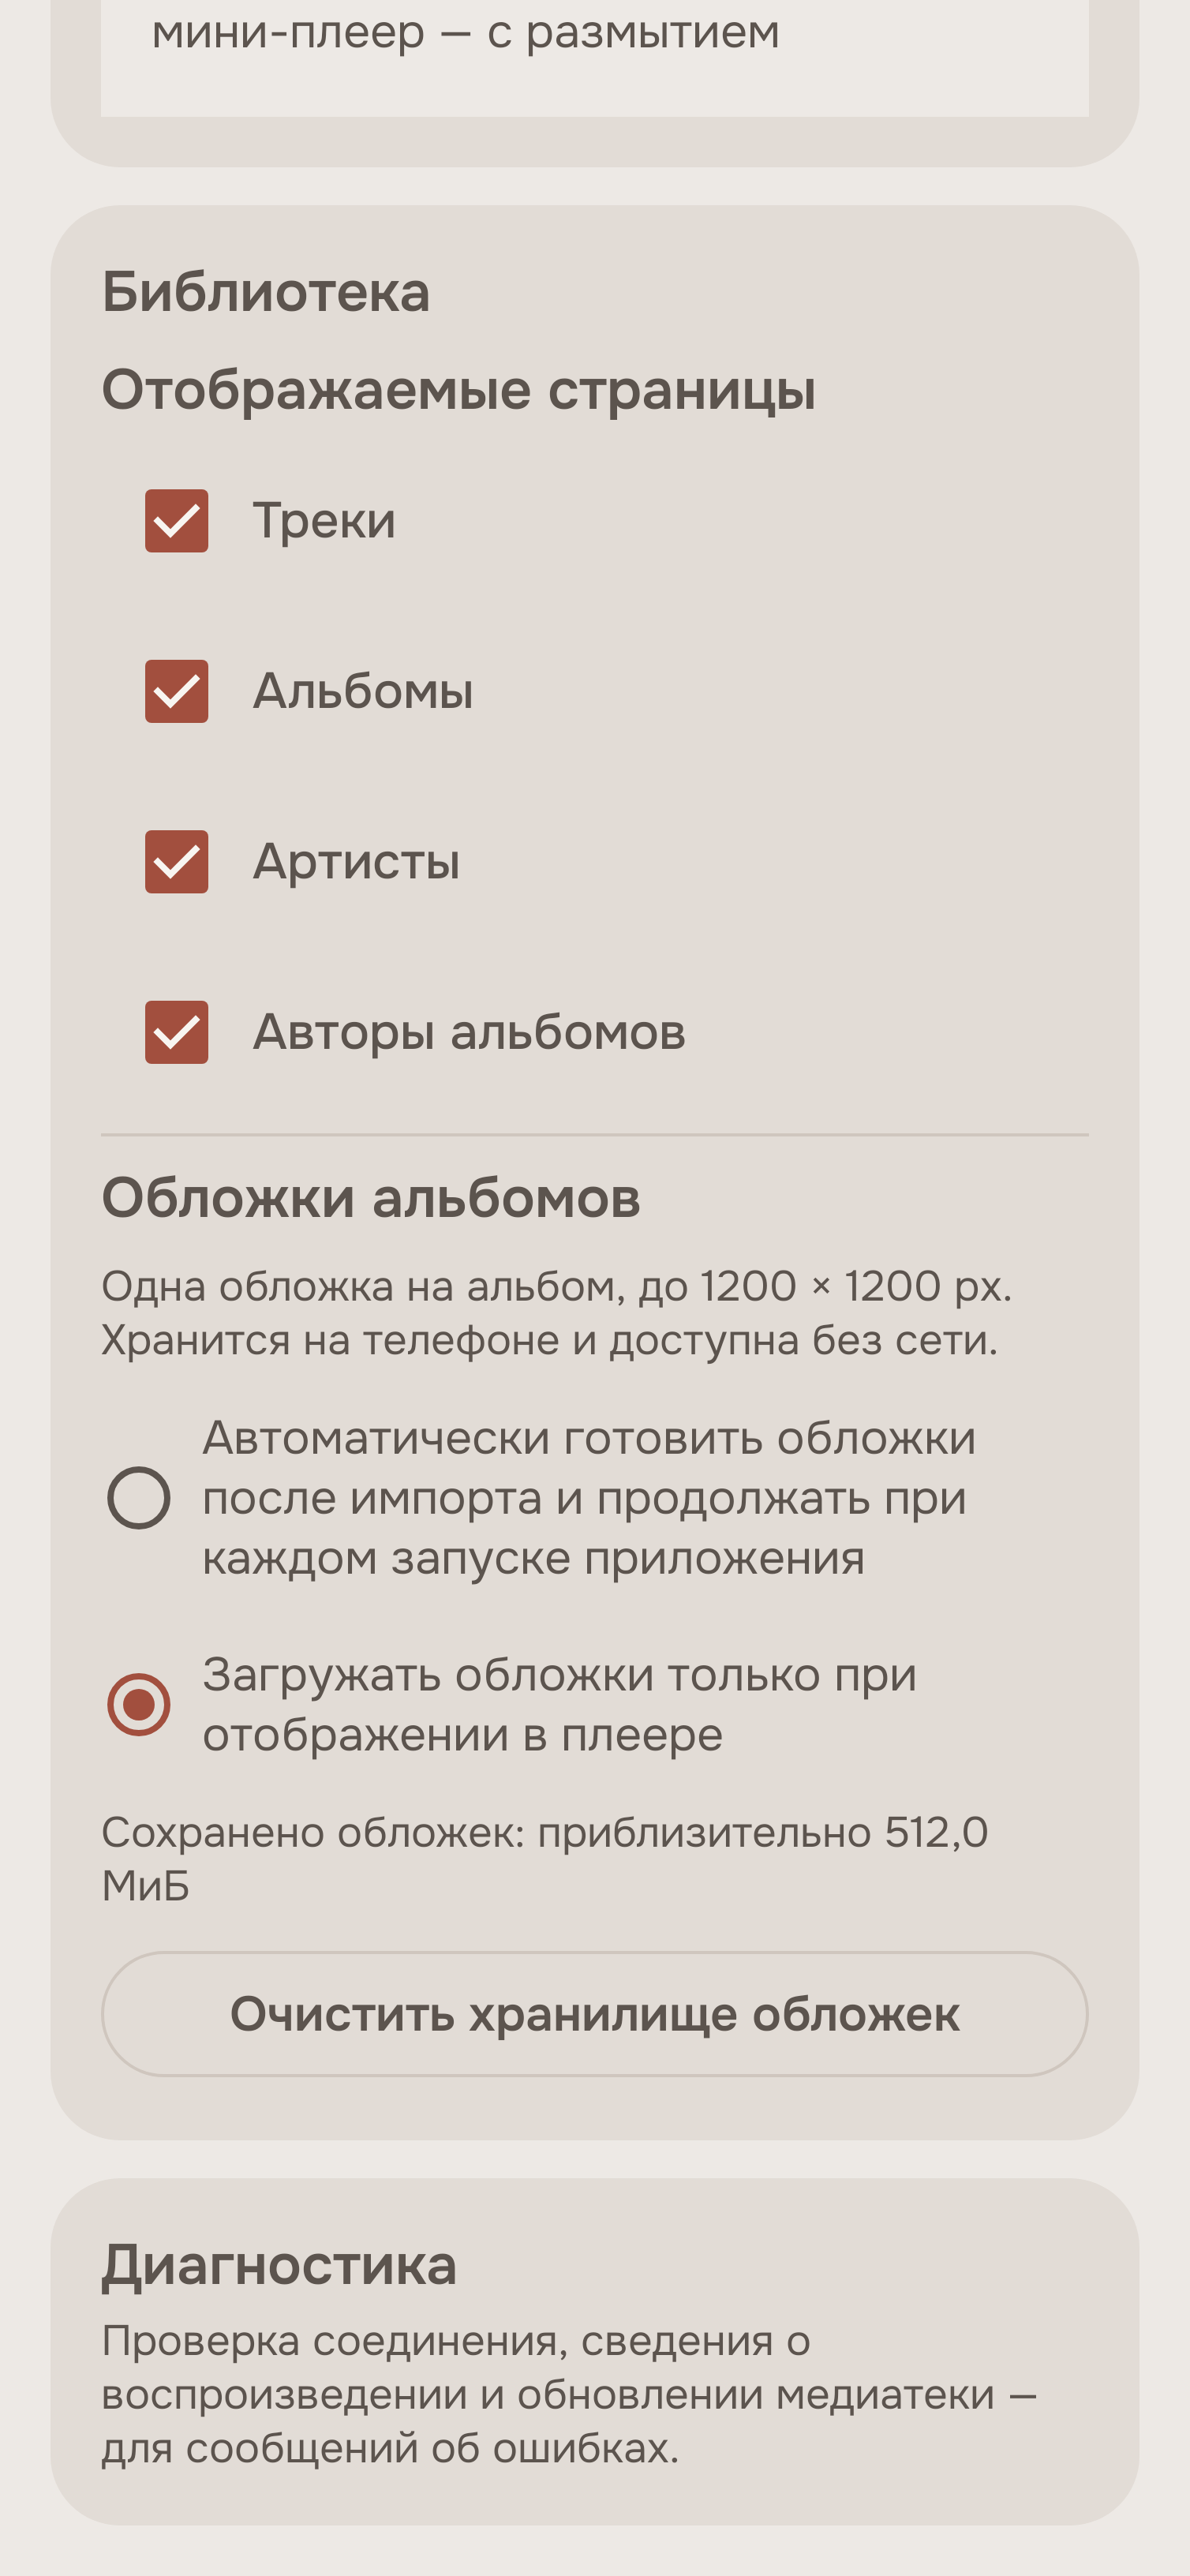 мини-плеер — с размытием
Библиотека
Отображаемые страницы
Треки
Альбомы
Артисты
Авторы альбомов
Обложки альбомов
Одна обложка на альбом, до 1200 × 1200 px.
Хранится на телефоне и доступна без сети.
Автоматически готовить обложки
после импорта и продолжать при
каждом запуске приложения
Загружать обложки только при
отображении в плеере
Сохранено обложек: приблизительно 512,0
МиБ
Очистить хранилище обложек
Диагностика
Проверка соединения, сведения о
воспроизведении и обновлении медиатеки —
для сообщений об ошибках.